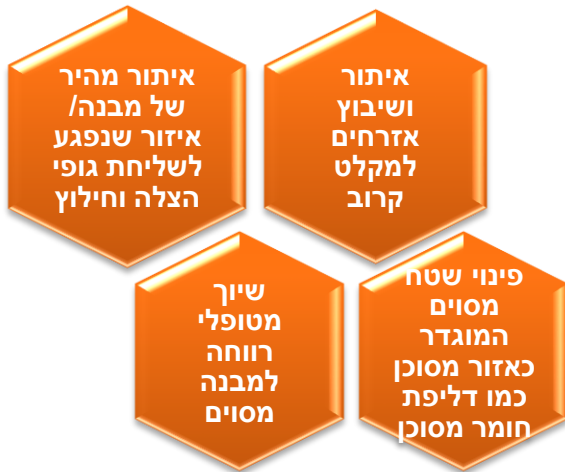 איתור
ושיבוץ
אזרחים
למקלט
קרוב
איתור מהיר
של מבנה/
איזור שנפגע
לשליחת גופי
הצלה וחילוץ
פינוי שטח
מסוים
המוגדר
כאזור מסוכן
כמו דליפת
חומר מסוכן
שיוך
מטופלי
רווחה
למבנה
מסוים